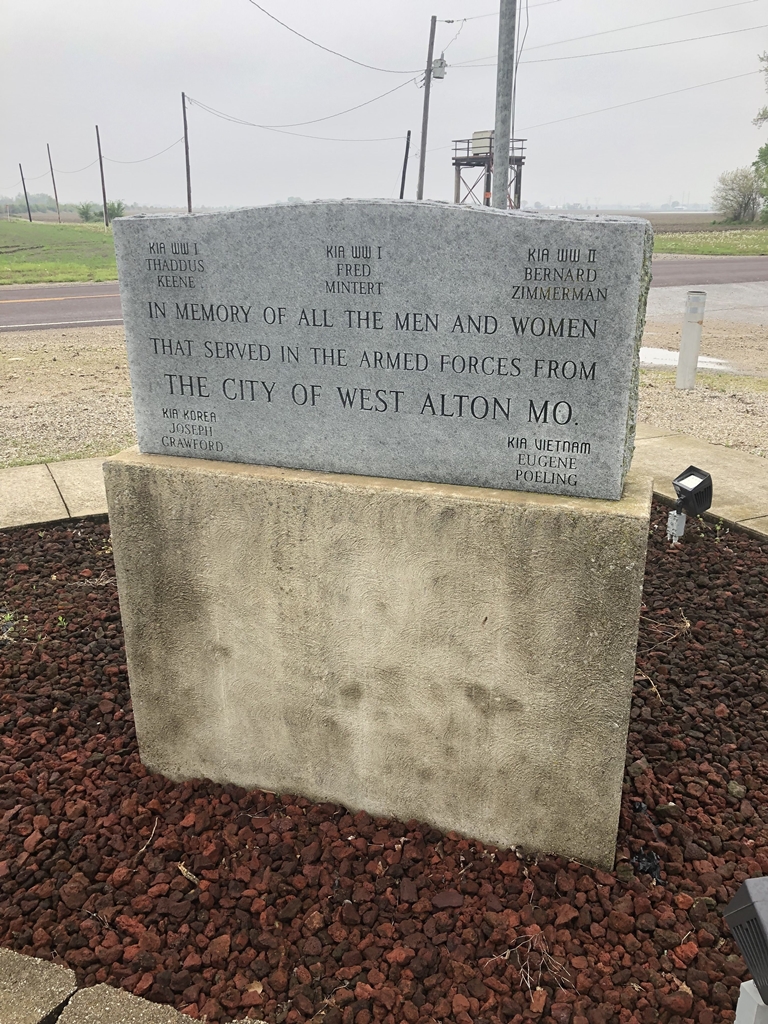 KIA WW I
THADDUS
KEENE
KIA WW I
FRED
MINTERT
KIA WW II
BERNARD
ZIMMERMAN
IN MEMORY OF ALL THE MEN AND WOMEN
THAT SERVED IN THE ARMED FORCES FROM
THE CITY OF WEST ALTON MO.
KIA KOREA
JOSEPH
CRAWFORD
KIA VIETNAM
EUGENE
POELING